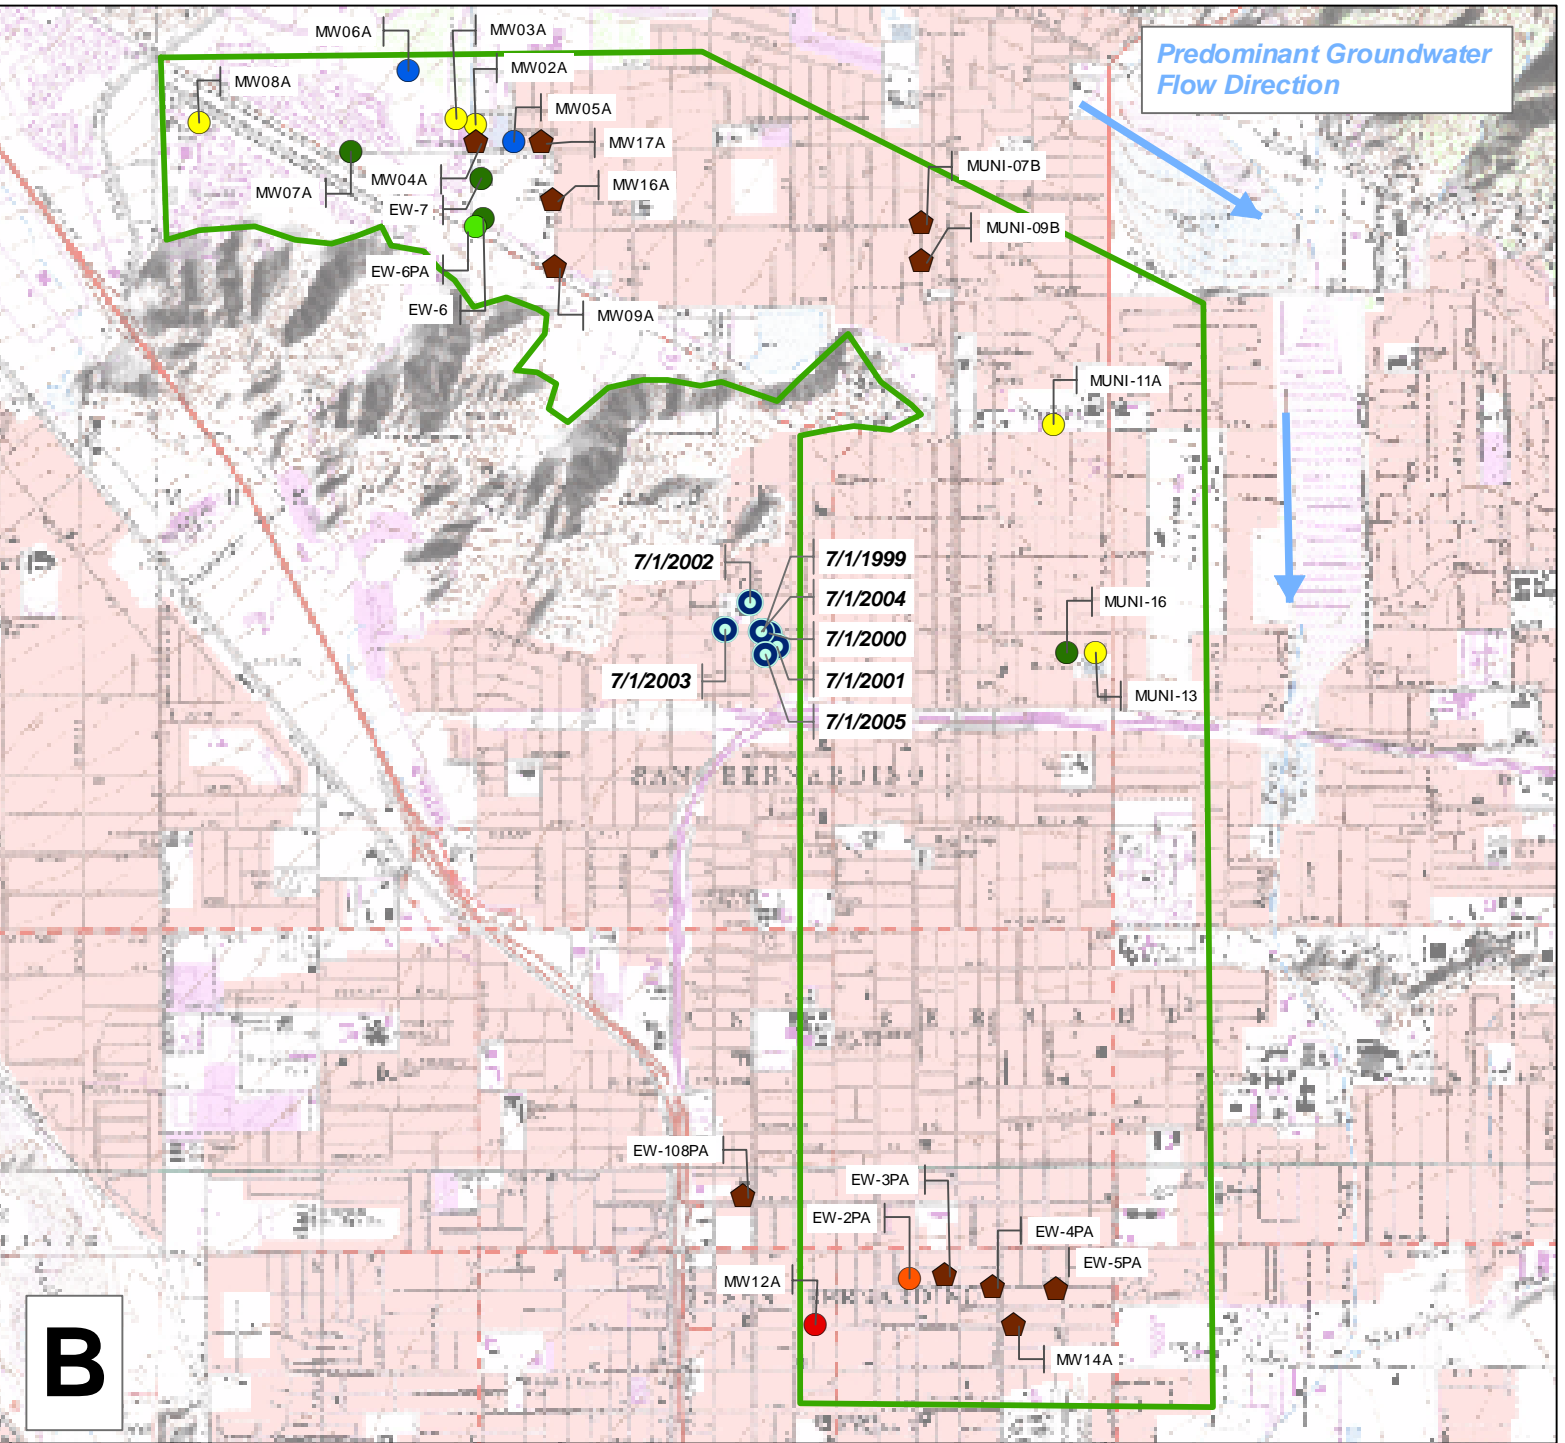 MW06A
MW03A
Predominant Groundwater
Flow Direction
MW08A
MW02A
MW05A
MW17A
MUNI-07B
MW07A
MW04A
MW16A
EW-7
MUNI-09B
EW-6PA
EW-6
MW09A
MUNI-11A
7/1/2002
7/1/1999
7/1/2004
MUNI-16
7/1/2000
7/1/2003
7/1/2001
MUNI-13
7/1/2005
SAN BERNARDINO
EW-108PA
EW-3PA
EW-2PA
EW-4PA
EW-5PA
MW12A
MW14A
B